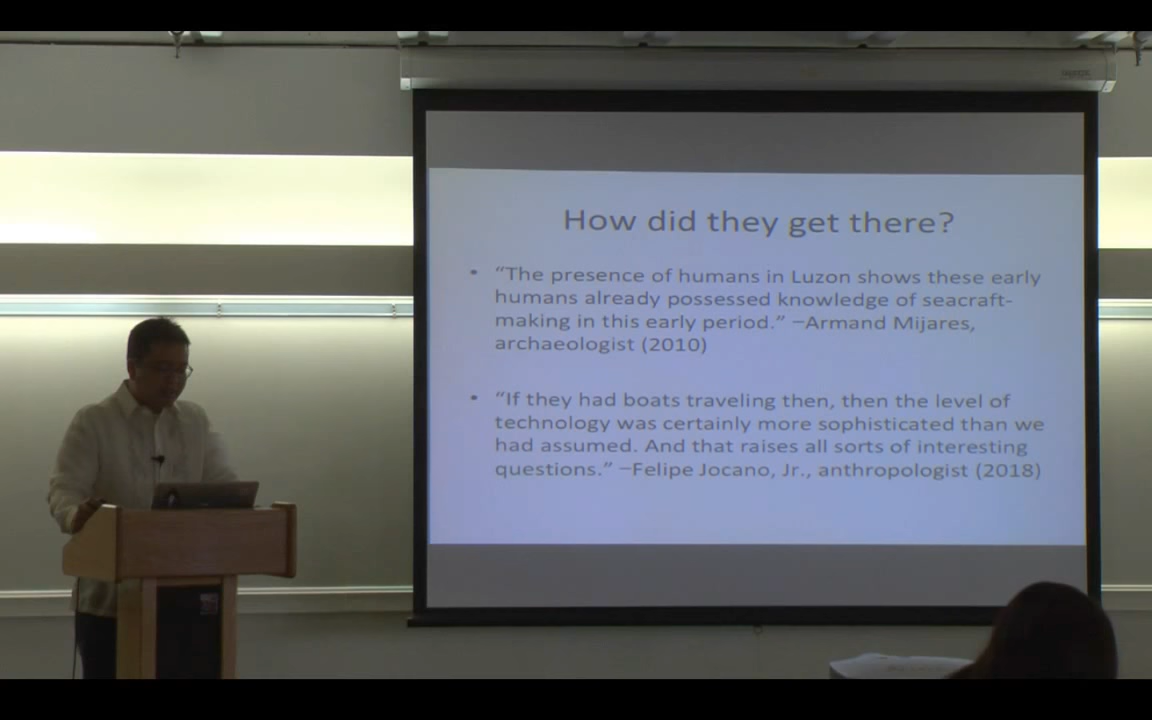 How did they get there?
• “The presence of humans in Luzon shows these early
humans already possessed knowledge of seacraft-
making in this early period.” –Armand Mijares,
archaeologist (2010)
• “If they had boats traveling then, then the level of
technology was certainly more sophisticated than we
had assumed. And that raises all sorts of interesting
questions.” –Felipe Jocano, Jr., anthropologist (2018)